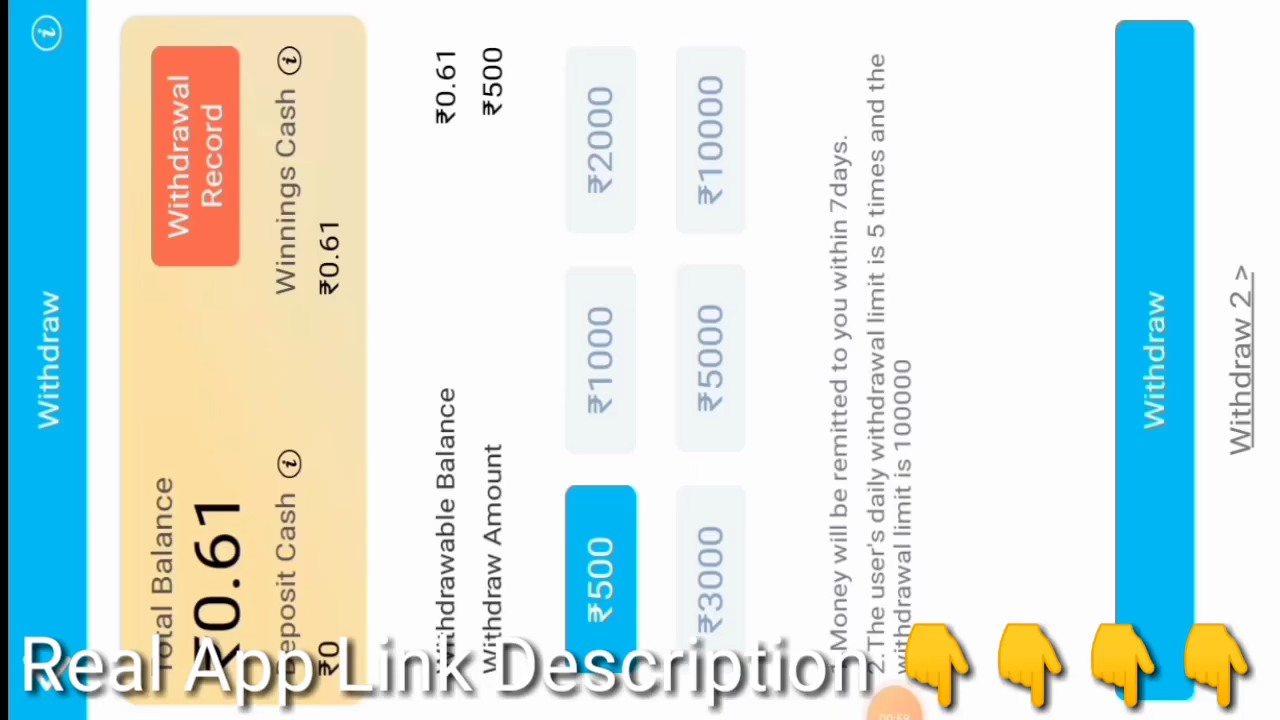 Withdraw
Total Balance
₹0.61
Withdrawal
Record
Deposit Cash
Winnings Cash
₹0
₹0.61
Withdrawable Balance
₹0.61
Withdraw Amount
₹500
₹500
₹1000
₹2000
₹3000
₹5000
₹10000
1.Money will be remitted to you within 7days.
2.The user's daily withdrawal limit is 5 times and the
withdrawal limit is 100000
Withdraw
Withdraw 2 >
Real App Link Description 👇 👇 👇 👇